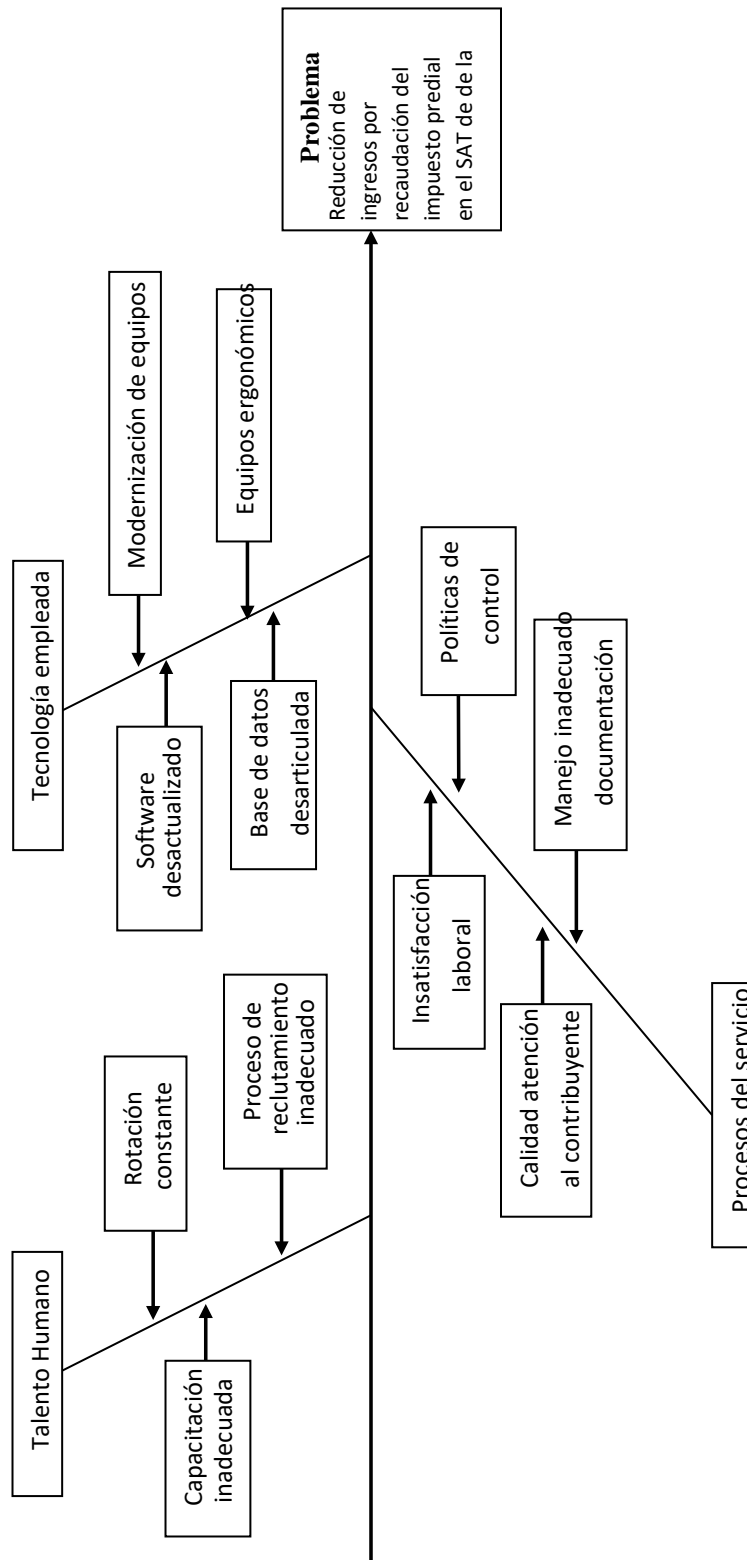 Talento Humano
Tecnología empleada
Rotación
constante
Modernización de equipos
Capacitación
inadecuada
Proceso de
reclutamiento
inadecuado
Software
desactualizado
Equipos ergonómicos
Base de datos
desarticulada
Problema
Reducción de
ingresos por
recaudación del
impuesto predial
en el SAT de de la
Insatisfacción
laboral
Políticas de
control
Calidad atención
al contribuyente
Manejo inadecuado
documentación
Procesos del servicio